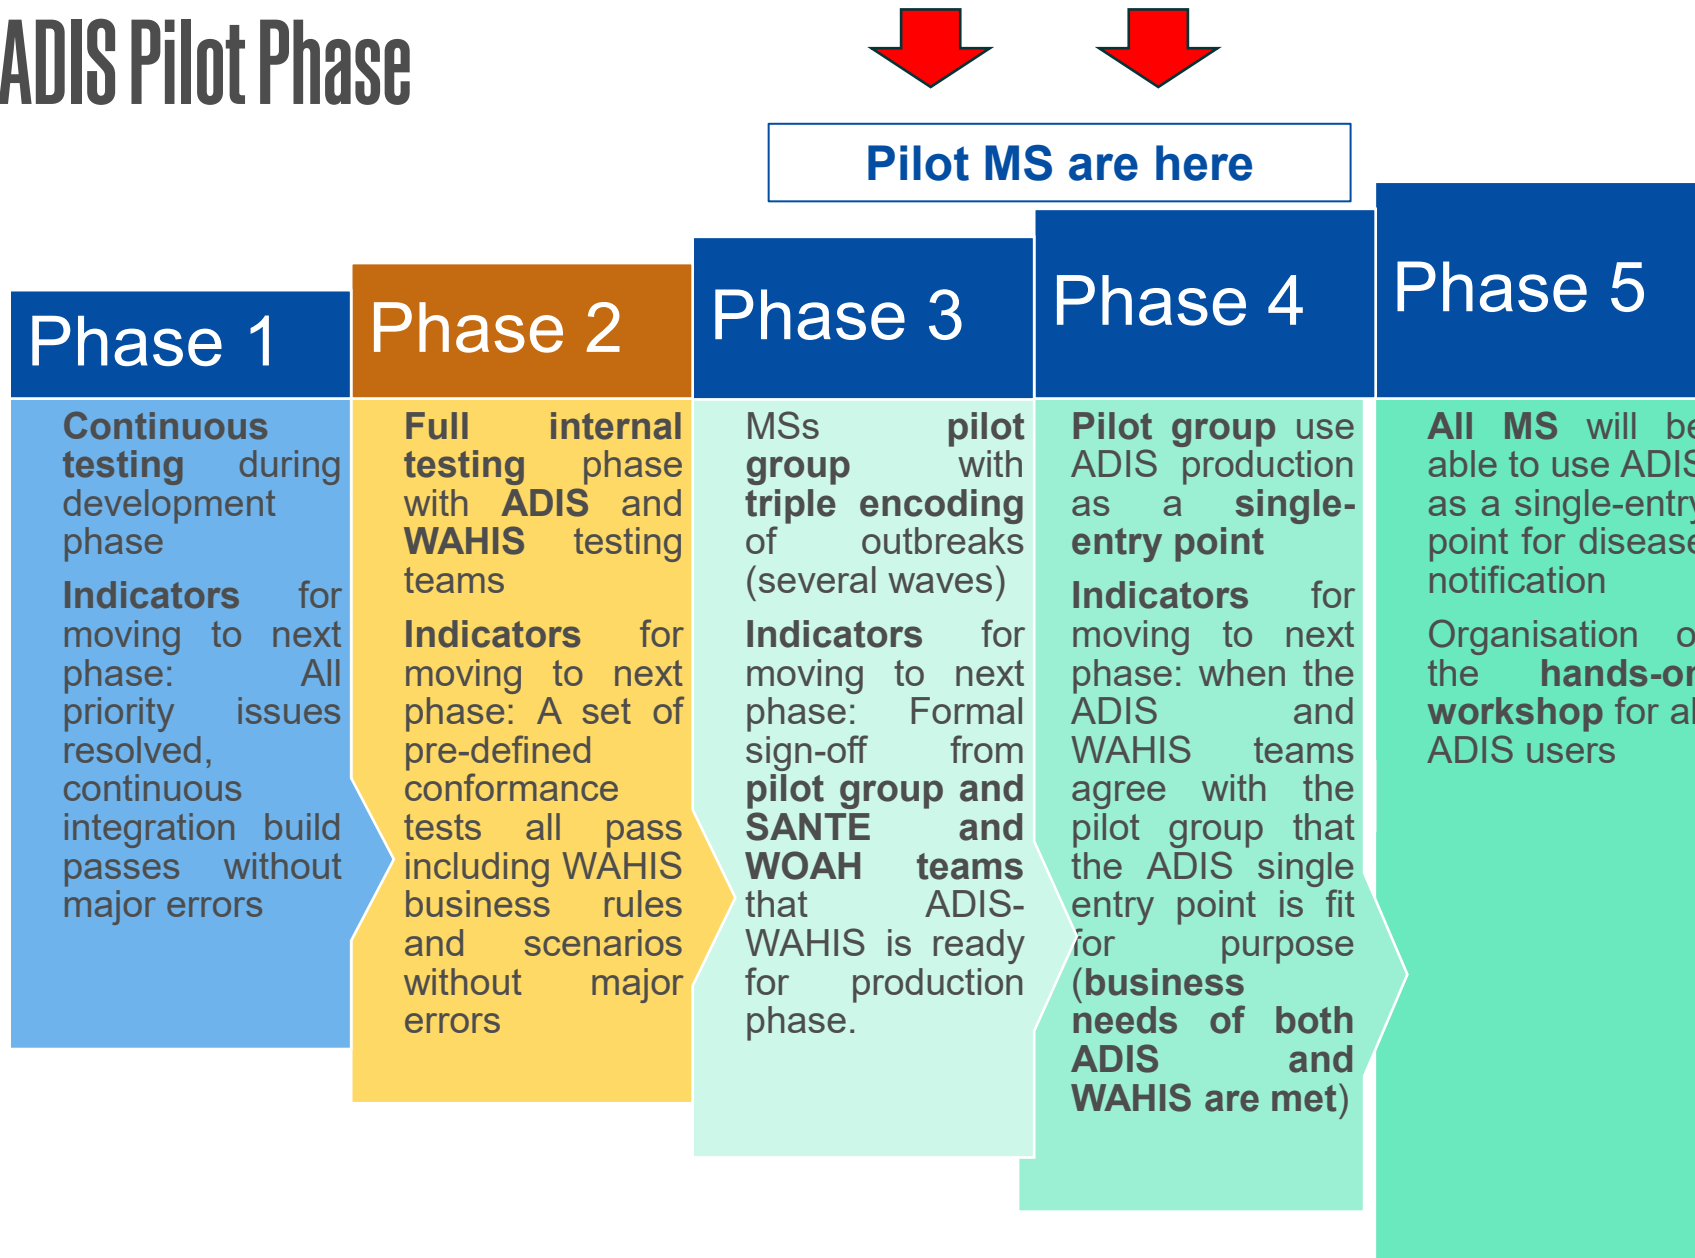 ADIS Pilot Phase
Pilot MS are here
Phase 1
Continuous
testing during
development
phase
Indicators for
moving to next
phase: All
priority issues
resolved,
continuous
integration build
passes without
major errors
Phase 2
Full internal
testing phase
with ADIS and
WAHIS testing
teams
Indicators for
moving to next
phase: A set of
pre-defined
conformance
tests all pass
including WAHIS
business rules
and scenarios
without major
errors
Phase 3
MSs pilot
group with
triple encoding
of outbreaks
(several waves)
Indicators for
moving to next
phase: Formal
sign-off from
pilot group and
SANTE and
WOAH teams
that ADIS-
WAHIS is ready
for production
phase.
Phase 4
Pilot group use
ADIS production
as a single-
entry point
Indicators for
moving to next
phase: when the
ADIS and
WAHIS teams
agree with the
pilot group that
the ADIS single
entry point is fit
for purpose
(business
needs of both
ADIS and
WAHIS are met)
Phase 5
All MS will be
able to use ADIS
as a single-entry
point for disease
notification
Organisation o
the hands-on
workshop for al
ADIS users